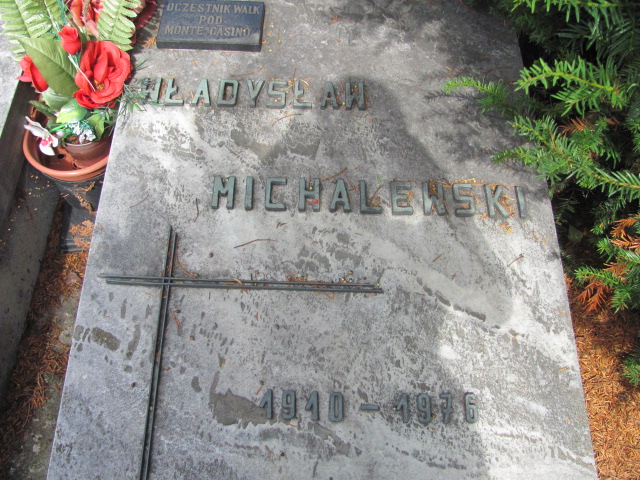 UCZESTNIK WALK
POD
MONTE CASINO
WŁADYSŁAW
MICHALEWSKI
1910 – 1976